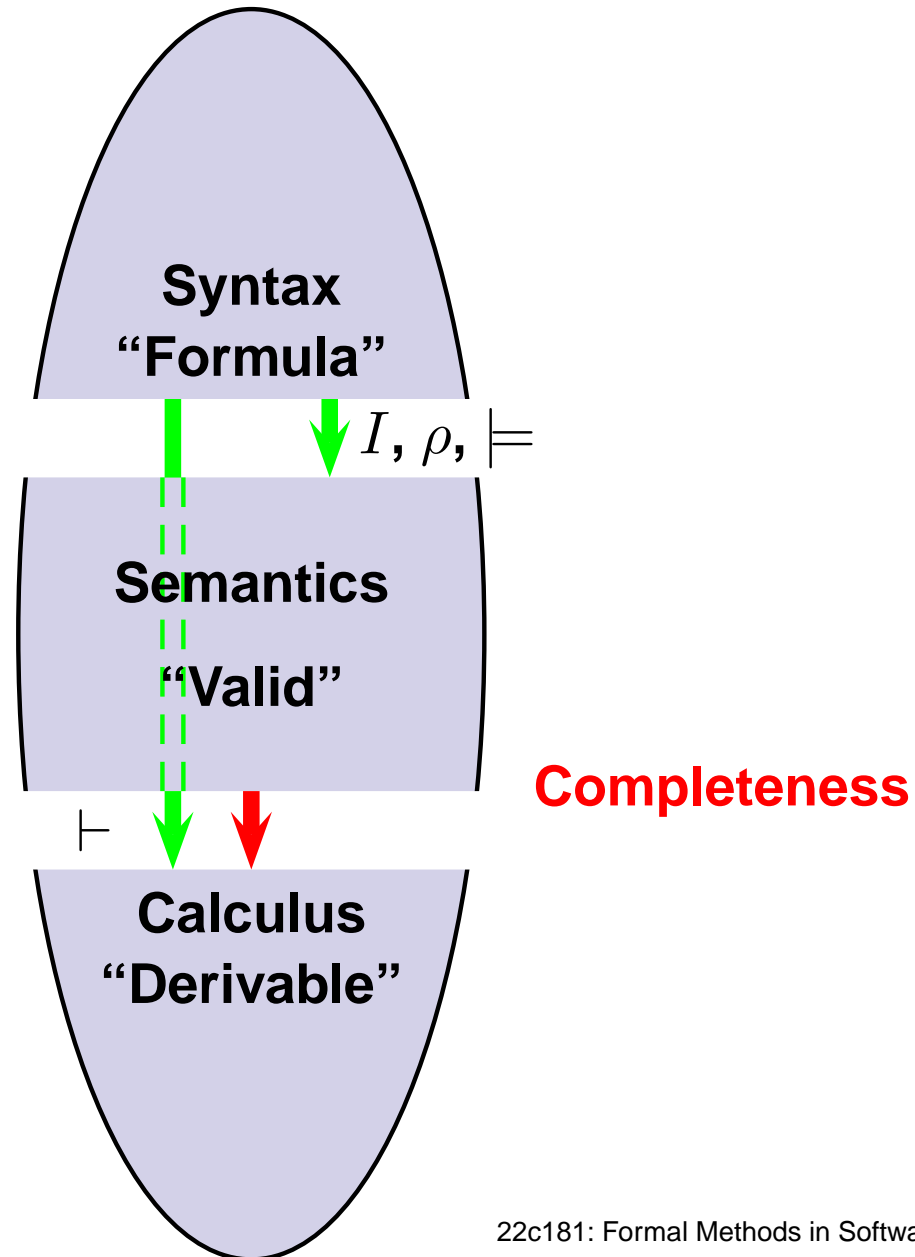 Syntax
“Formula”
I, ρ, ⊨
Semantics
“Valid”
Completeness
⊢
Calculus
“Derivable”
22c181: Formal Methods in Softwa